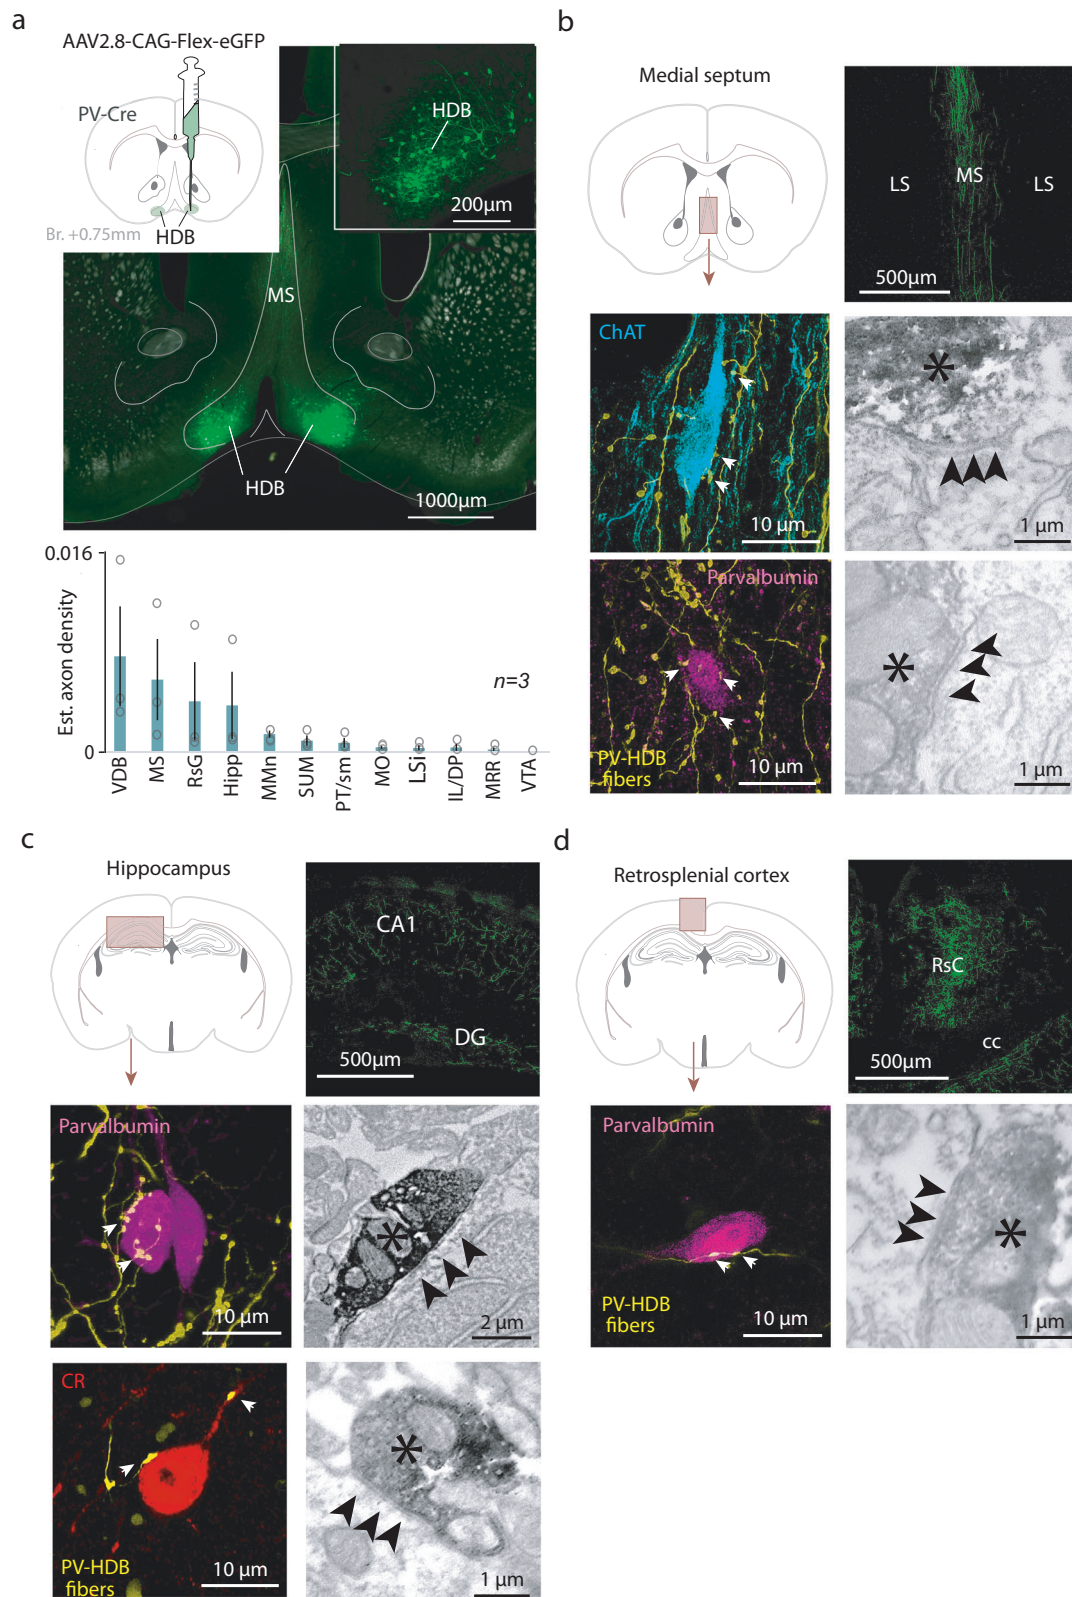 a
AAV2.8-CAG-Flex-eGFP
PV-Cre
HDB
Br. +0.75mm
HDB
200µm
MS
HDB
1000µm
0.016
Est. axon density
0
n=3
VDB
MS
RsG
Hipp
MMn
SUM
PT/sm
MO
LSi
IL/DP
MRR
VTA
b
Medial septum
LS
MS
LS
500µm
ChAT
10 µm
*
1 µm
Parvalbumin
PV-HDB
fibers
10 µm
*
1 µm
c
Hippocampus
CA1
DG
500µm
Parvalbumin
10 µm
*
2 µm
CR
PV-HDB
fibers
10 µm
*
1 µm
d
Retrosplenial cortex
RsC
cc
500µm
Parvalbumin
PV-HDB
fibers
10 µm
*
1 µm